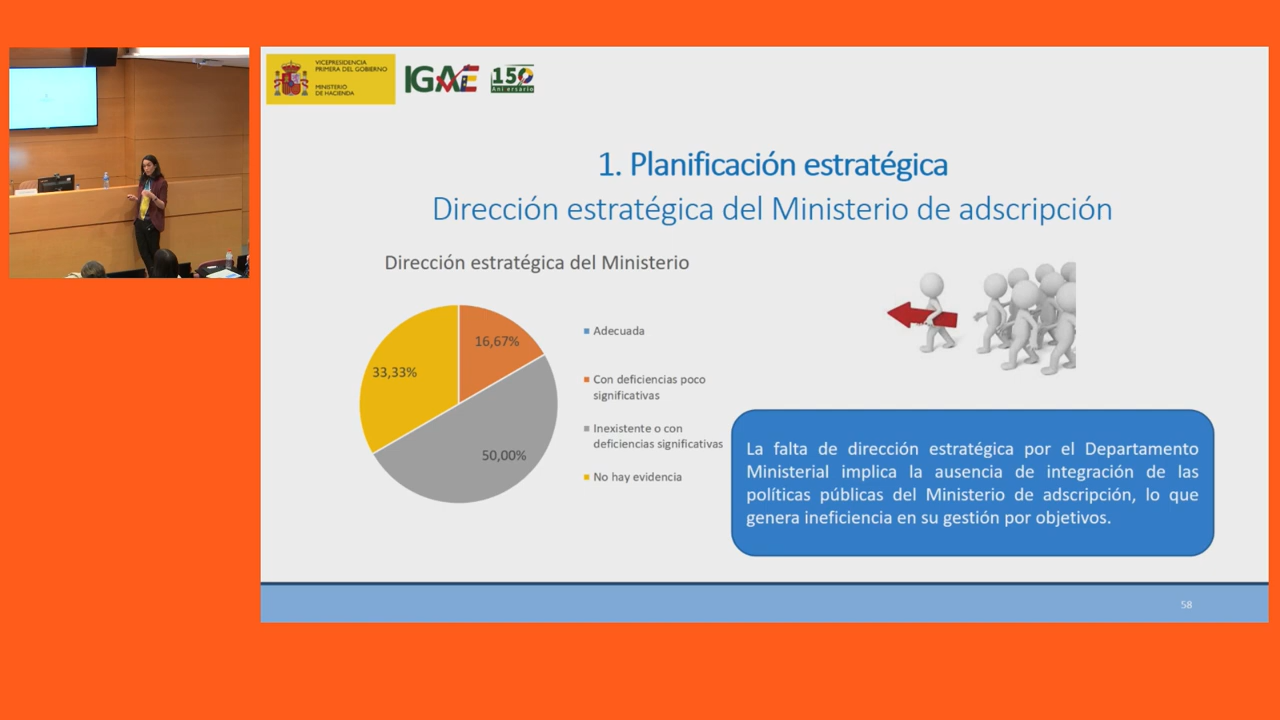 VICEPRESIDENCIA
PRIMERA DEL GOBIERNO
MINISTERIO
DE HACIENDA
IGAE
150
Aniversario
1. Planificación estratégica
Dirección estratégica del Ministerio de adscripción
Dirección estratégica del Ministerio
16,67%
33,33%
50,00%
Adecuada
Con deficiencias poco
significativas
Inexistente o con
deficiencias significativas
No hay evidencia
La falta de dirección estratégica por el Departamento
Ministerial implica la ausencia de integración de las
políticas públicas del Ministerio de adscripción, lo que
genera ineficiencia en su gestión por objetivos.
58